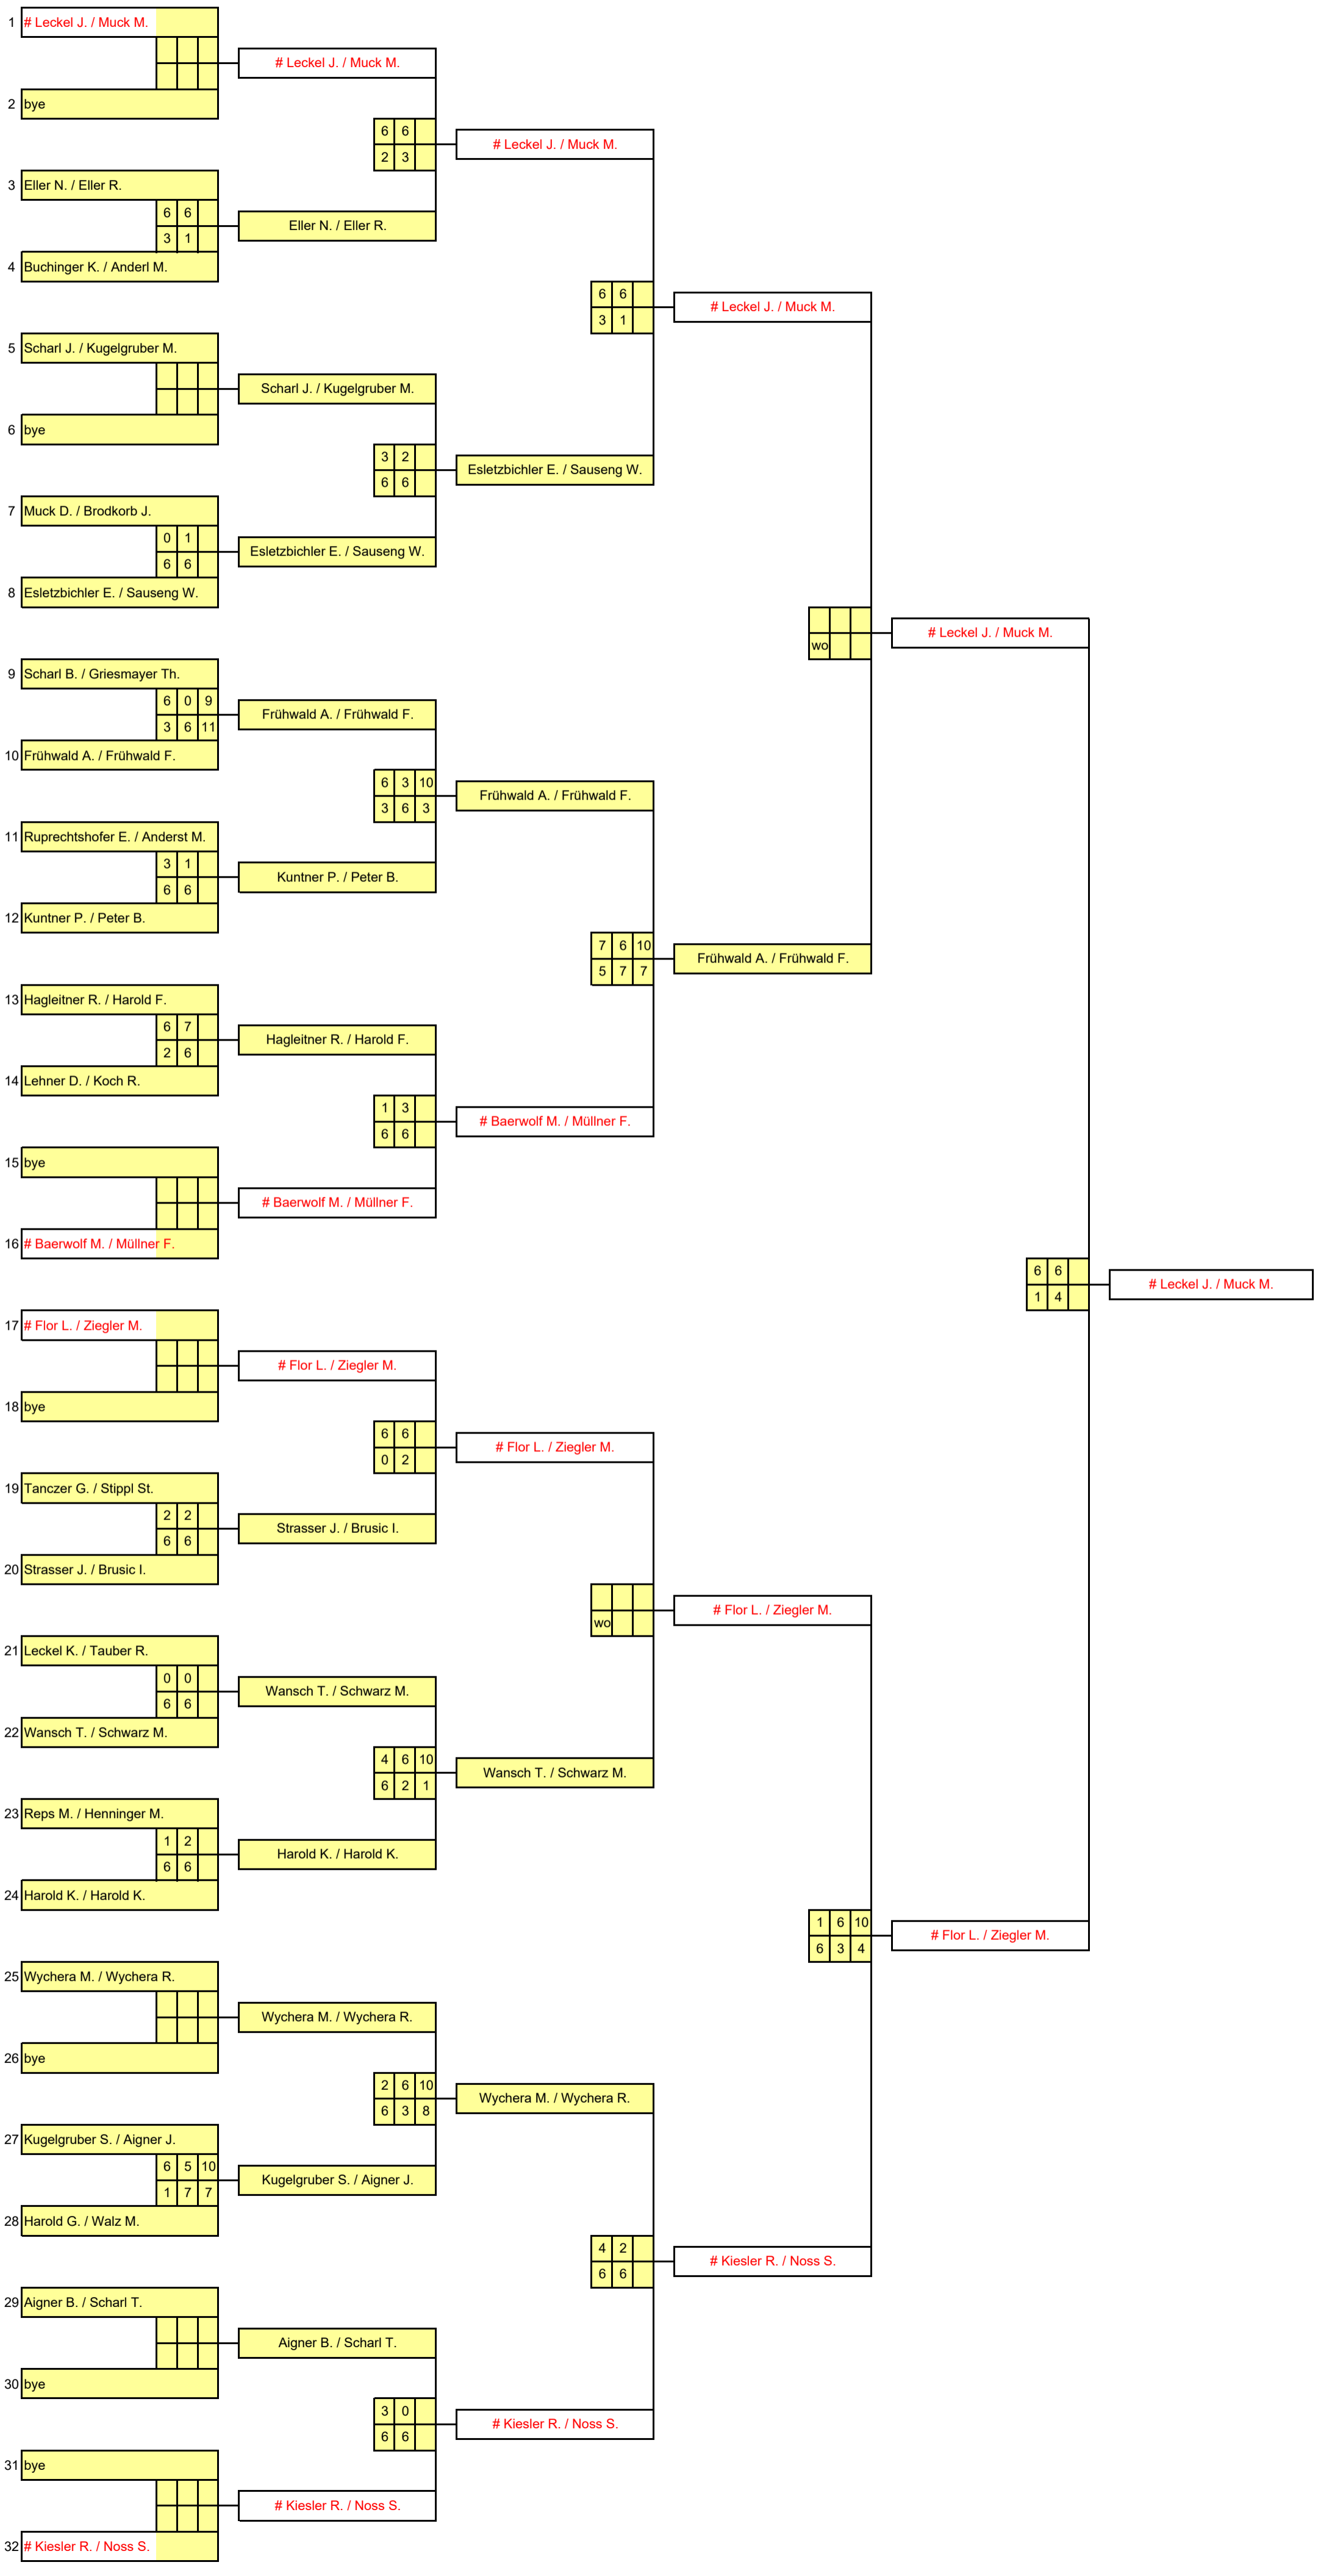 1 # Leckel J. / Muck M.
# Leckel J. / Muck M.
2 bye
6 6
2 3
# Leckel J. / Muck M.
3 Eller N. / Eller R.
6 6
3 1
Eller N. / Eller R.
4 Buchinger K. / Anderl M.
6 6
3 1
# Leckel J. / Muck M.
5 Scharl J. / Kugelgruber M.
Scharl J. / Kugelgruber M.
6 bye
3 2
6 6
Esletzbichler E. / Sauseng W.
7 Muck D. / Brodkorb J.
0 1
6 6
Esletzbichler E. / Sauseng W.
8 Esletzbichler E. / Sauseng W.
wo
# Leckel J. / Muck M.
9 Scharl B. / Griesmayer Th.
6 0 9
3 6 11
Frühwald A. / Frühwald F.
10 Frühwald A. / Frühwald F.
6 3 10
3 6 3
Frühwald A. / Frühwald F.
11 Ruprechtshofer E. / Anderst M.
3 1
6 6
Kuntner P. / Peter B.
12 Kuntner P. / Peter B.
7 6 10
5 7 7
Frühwald A. / Frühwald F.
13 Hagleitner R. / Harold F.
6 7
2 6
Hagleitner R. / Harold F.
14 Lehner D. / Koch R.
1 3
6 6
# Baerwolf M. / Müllner F.
15 bye
# Baerwolf M. / Müllner F.
16 # Baerwolf M. / Müllner F.
6 6
1 4
# Leckel J. / Muck M.
17 # Flor L. / Ziegler M.
# Flor L. / Ziegler M.
18 bye
6 6
0 2
# Flor L. / Ziegler M.
19 Tanczer G. / Stippl St.
2 2
6 6
Strasser J. / Brusic I.
20 Strasser J. / Brusic I.
wo
# Flor L. / Ziegler M.
21 Leckel K. / Tauber R.
0 0
6 6
Wansch T. / Schwarz M.
22 Wansch T. / Schwarz M.
4 6 10
6 2 1
Wansch T. / Schwarz M.
23 Reps M. / Henninger M.
1 2
6 6
Harold K. / Harold K.
24 Harold K. / Harold K.
1 6 10
6 3 4
# Flor L. / Ziegler M.
25 Wychera M. / Wychera R.
Wychera M. / Wychera R.
26 bye
2 6 10
6 3 8
Wychera M. / Wychera R.
27 Kugelgruber S. / Aigner J.
6 5 10
1 7 7
Kugelgruber S. / Aigner J.
28 Harold G. / Walz M.
4 2
6 6
# Kiesler R. / Noss S.
29 Aigner B. / Scharl T.
Aigner B. / Scharl T.
30 bye
3 0
6 6
# Kiesler R. / Noss S.
31 bye
# Kiesler R. / Noss S.
32 # Kiesler R. / Noss S.